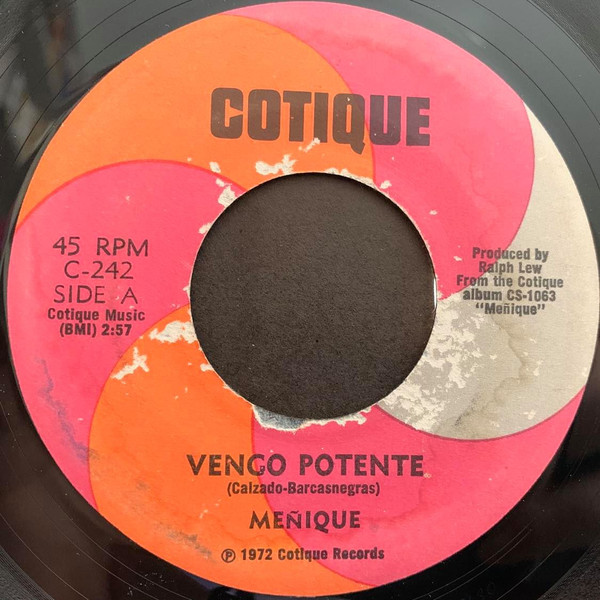 COTIQUE
45 RPM
C-242
SIDE A
Cotique Music
(BMI) 2:57
Produced by
Ralph Lew
From the Cotique
album CS-1063
"Meñique"
VENGO POTENTE
(Calzado-Barcasnegras)
MEÑIQUE
℗ 1972 Cotique Records